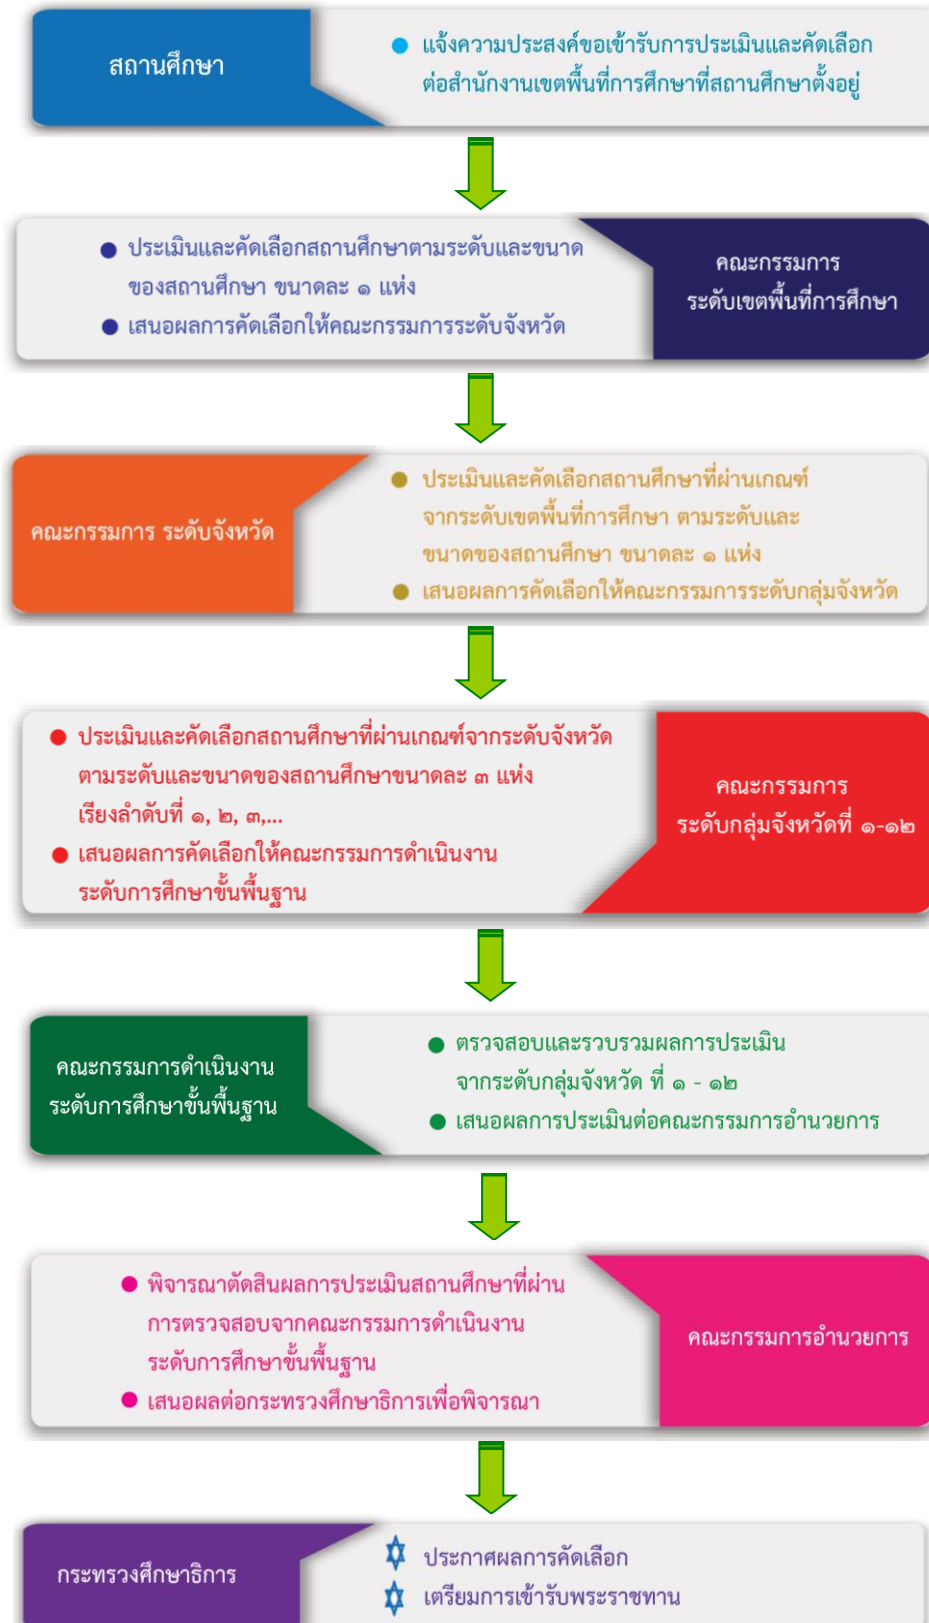 สถานศึกษา
แจ้งความประสงค์ขอเข้ารับการประเมินและคัดเลือก
ต่อสำนักงานเขตพื้นที่การศึกษาที่สถานศึกษาตั้งอยู่
ประเมินและคัดเลือกสถานศึกษาตามระดับและขนาด
ของสถานศึกษา ขนาดละ ๑ แห่ง
เสนอผลการคัดเลือกให้คณะกรรมการระดับจังหวัด
คณะกรรมการ
ระดับเขตพื้นที่การศึกษา
คณะกรรมการ ระดับจังหวัด
ประเมินและคัดเลือกสถานศึกษาที่ผ่านเกณฑ์
จากระดับเขตพื้นที่การศึกษา ตามระดับและ
ขนาดของสถานศึกษา ขนาดละ ๑ แห่ง
เสนอผลการคัดเลือกให้คณะกรรมการระดับกลุ่มจังหวัด
ประเมินและคัดเลือกสถานศึกษาที่ผ่านเกณฑ์จากระดับจังหวัด
ตามระดับและขนาดของสถานศึกษาขนาดละ ๓ แห่ง
เรียงลำดับที่ ๑, ๒, ๓,...
เสนอผลการคัดเลือกให้คณะกรรมการดำเนินงาน
ระดับการศึกษาขั้นพื้นฐาน
คณะกรรมการ
ระดับกลุ่มจังหวัดที่ ๑-๑๒
คณะกรรมการดำเนินงาน
ระดับการศึกษาขั้นพื้นฐาน
ตรวจสอบและรวบรวมผลการประเมิน
จากระดับกลุ่มจังหวัด ที่ ๑ - ๑๒
เสนอผลการประเมินต่อคณะกรรมการอำนวยการ
พิจารณาตัดสินผลการประเมินสถานศึกษาที่ผ่าน
การตรวจสอบจากคณะกรรมการดำเนินงาน
ระดับการศึกษาขั้นพื้นฐาน
เสนอผลต่อกระทรวงศึกษาธิการเพื่อพิจารณา
คณะกรรมการอำนวยการ
กระทรวงศึกษาธิการ
ประกาศผลการคัดเลือก
เตรียมการเข้ารับพระราชทาน